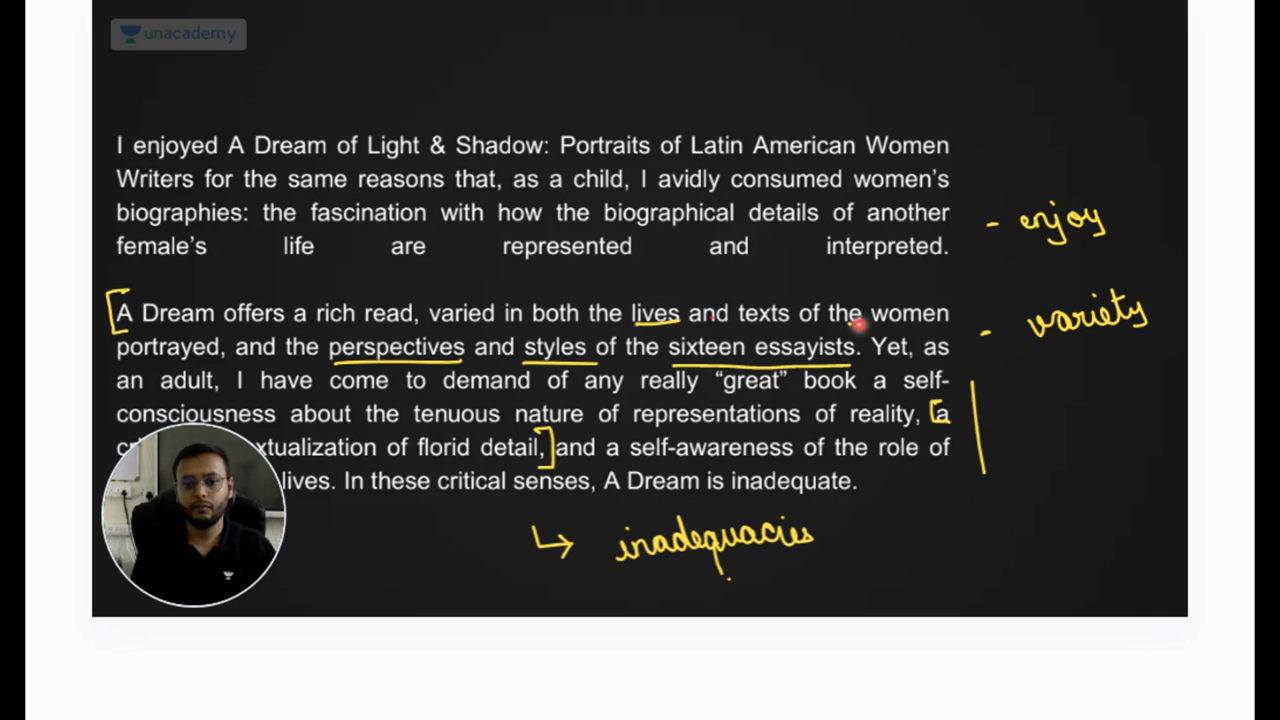 unacademy
I enjoyed A Dream of Light & Shadow: Portraits of Latin American Women
Writers for the same reasons that, as a child, I avidly consumed women's
biographies: the fascination with how the biographical details of another
female's life are represented and interpreted.
- enjoy
A Dream offers a rich read, varied in both the lives and texts of the women
portrayed, and the perspectives and styles of the sixteen essayists. Yet, as
- variety
an adult, I have come to demand of any really “great” book a self-
consciousness about the tenuous nature of representations of reality, a
of florid detail, and a self-awareness of the role of
lives. In these critical senses, A Dream is inadequate.
↳ inadequacies